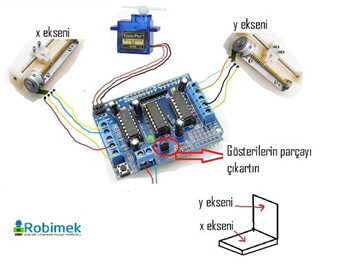 x ekseni
y ekseni
Gösterilerin parçayı
çıkartın
y ekseni
x ekseni
Robimek